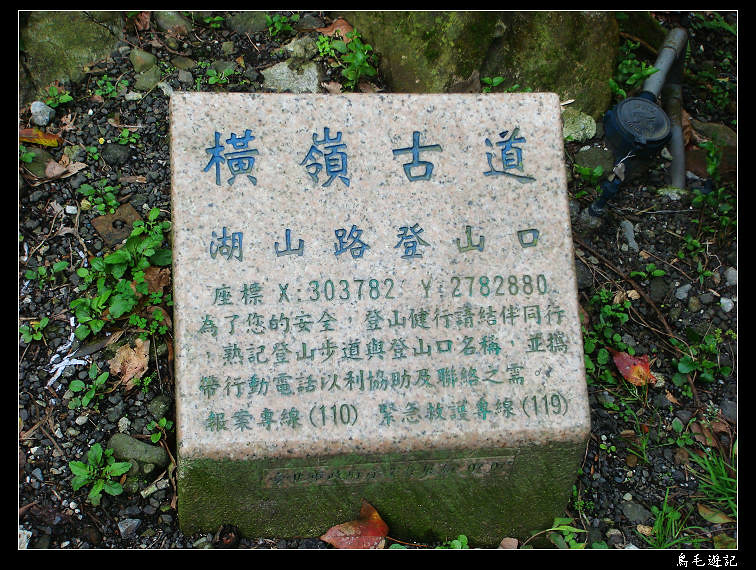 橫嶺古道
湖山路登山口
座標 X:303782 Y:2782880
為了您的安全，登山健行請結伴同行
，熟記登山步道與登山口名稱，並攜
帶行動電話以利協助及聯絡之需。
報案專線(110) 緊急救護專線(119)
鳥毛遊記